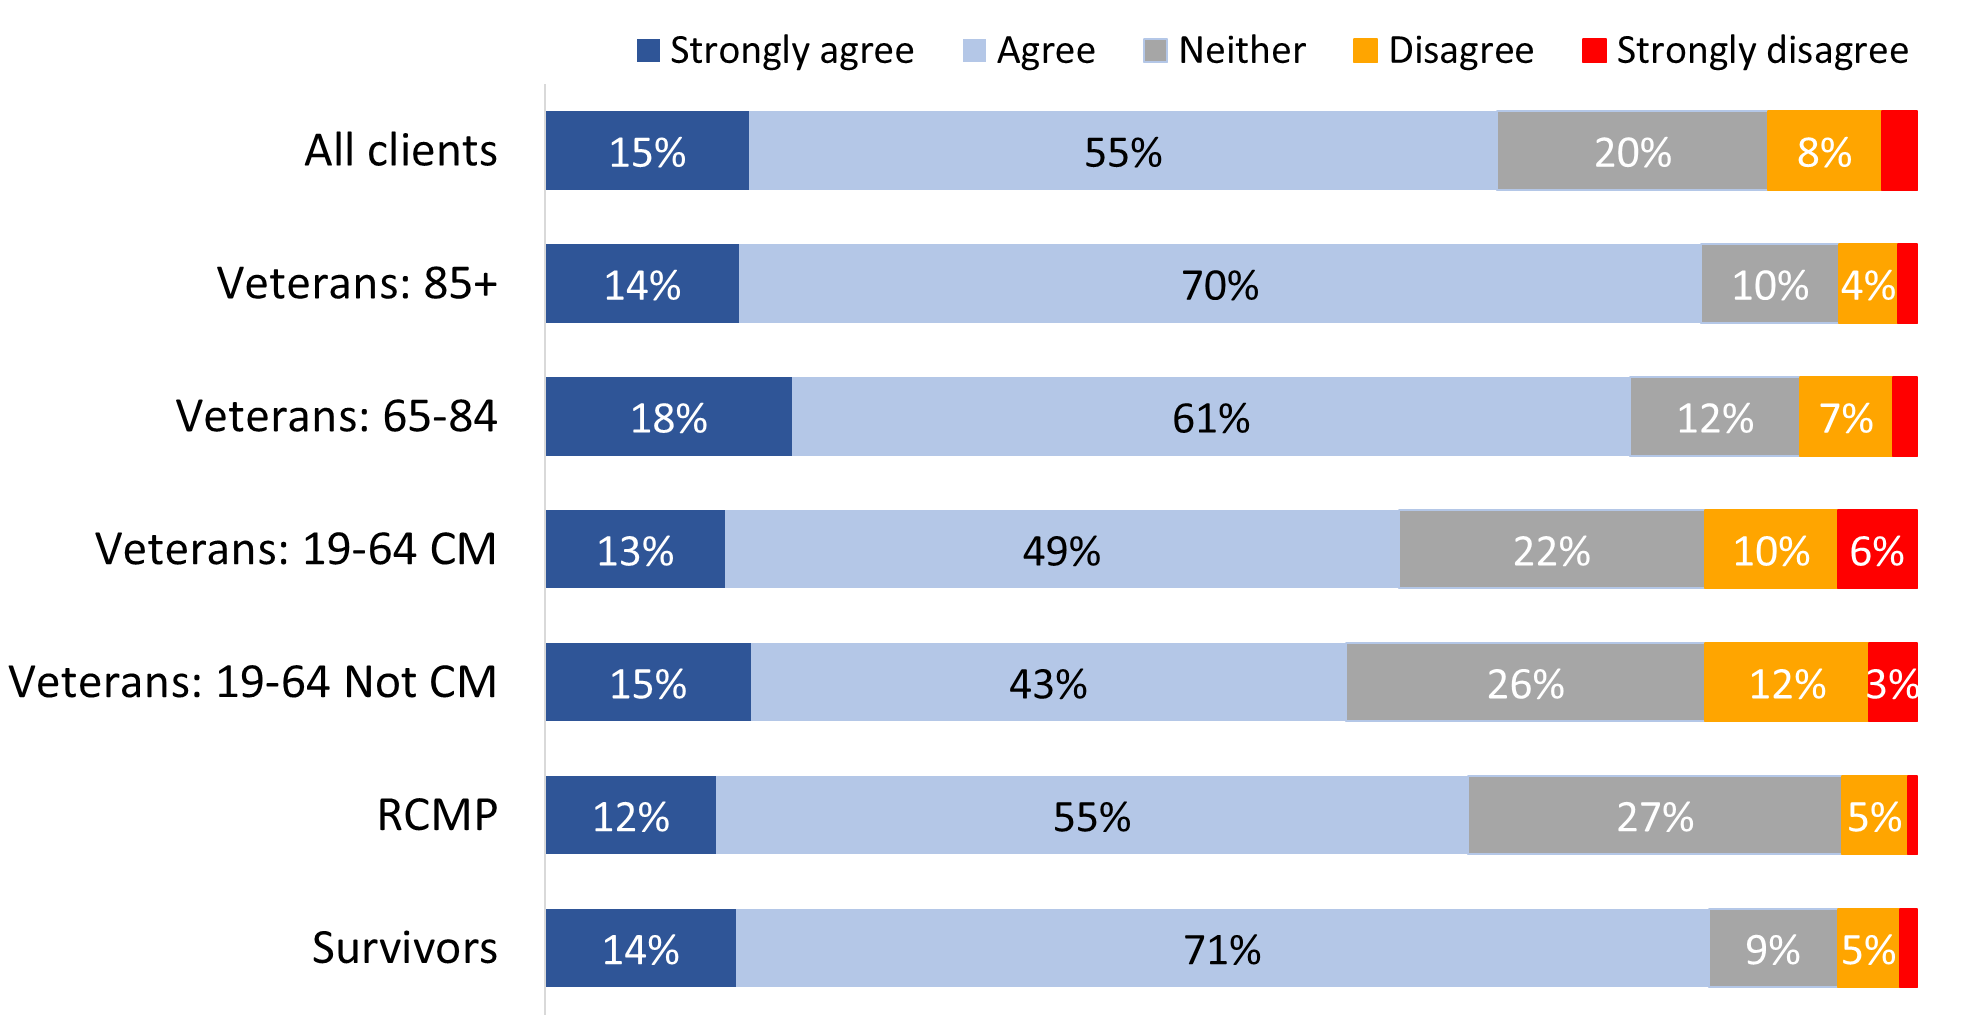 Strongly agree Agree Neither Disagree Strongly disagree
All clients 15% 55% 20% 8%
Veterans: 85+ 14% 70% 10% 4%
Veterans: 65-84 18% 61% 12% 7%
Veterans: 19-64 CM 13% 49% 22% 10% 6%
Veterans: 19-64 Not CM 15% 43% 26% 12% 3%
RCMP 12% 55% 27% 5%
Survivors 14% 71% 9% 5%